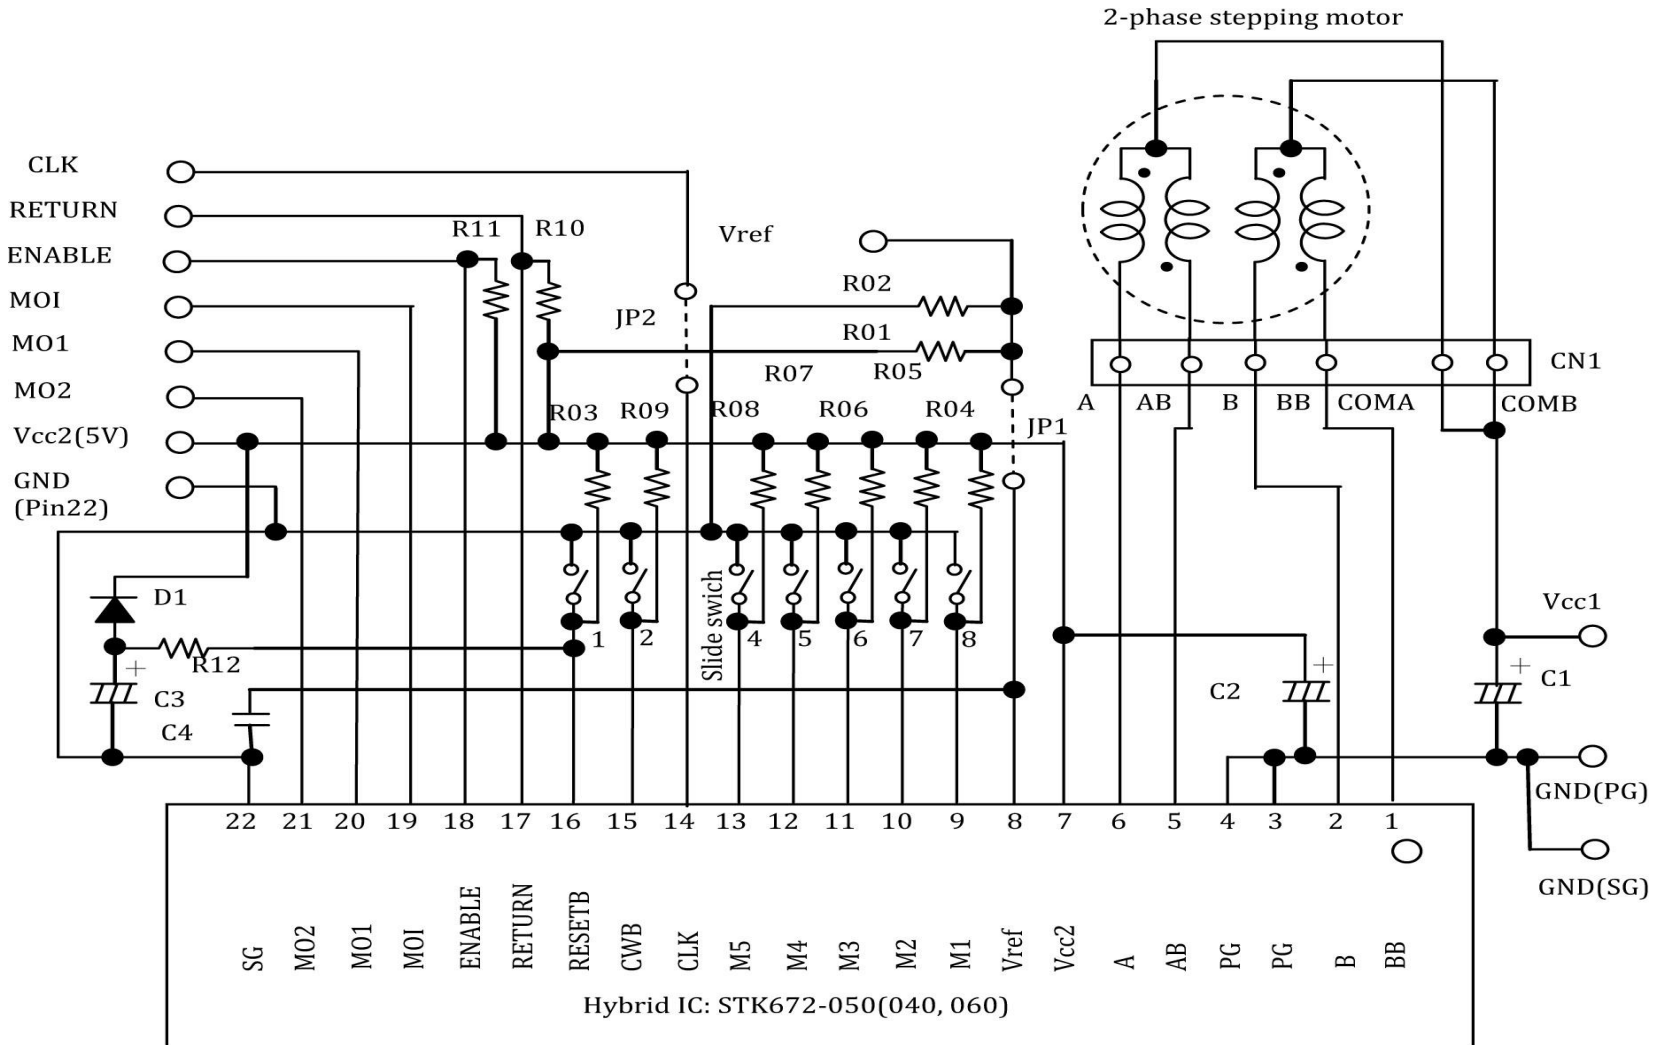 2-phase stepping motor
CLK
RETURN
ENABLE
MOI
MO1
MO2
Vcc2(5V)
GND
(Pin22)
R11
R10
Vref
R02
JP2
R01
R07
R05
R03
R09
R08
R06
R04
JP1
CN1
A
AB
B
BB
COMA
COMB
D1
R12
+
C3
C4
Slide swich
1
2
4
5
6
7
8
Vcc1
+
C2
+
C1
GND(PG)
GND(SG)
22
21
20
19
18
17
16
15
14
13
12
11
10
9
8
7
6
5
4
3
2
1
SG
MO2
MO1
MOI
ENABLE
RETURN
RESETB
CWB
CLK
M5
M4
M3
M2
M1
Vref
Vcc2
A
AB
PG
PG
B
BB
Hybrid IC: STK672-050(040, 060)